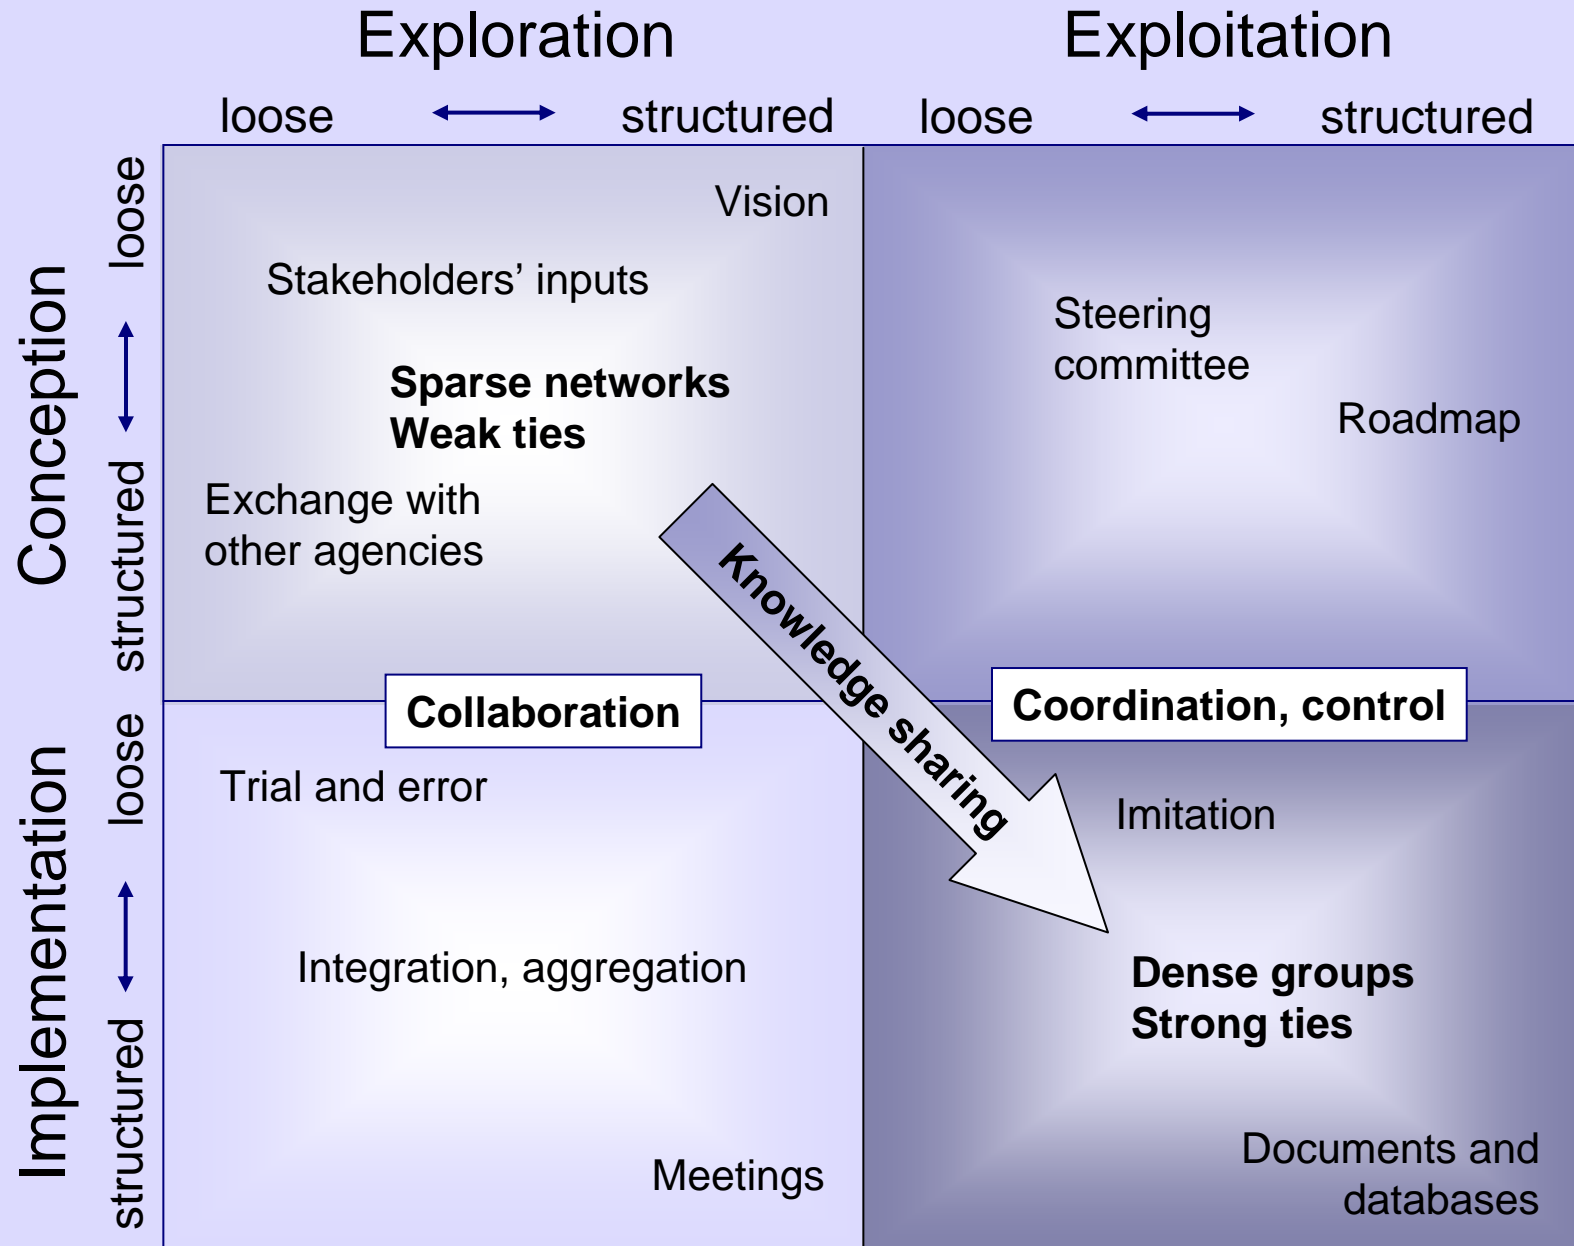 Exploration
Exploitation
loose
structured
loose
structured
Conception
loose
structured
Vision
Stakeholders’ inputs
Sparse networks
Weak ties
Exchange with
other agencies
Steering
committee
Roadmap
Knowledge sharing
Collaboration
Coordination, control
Implementation
loose
structured
Trial and error
Integration, aggregation
Meetings
Imitation
Dense groups
Strong ties
Documents and
databases